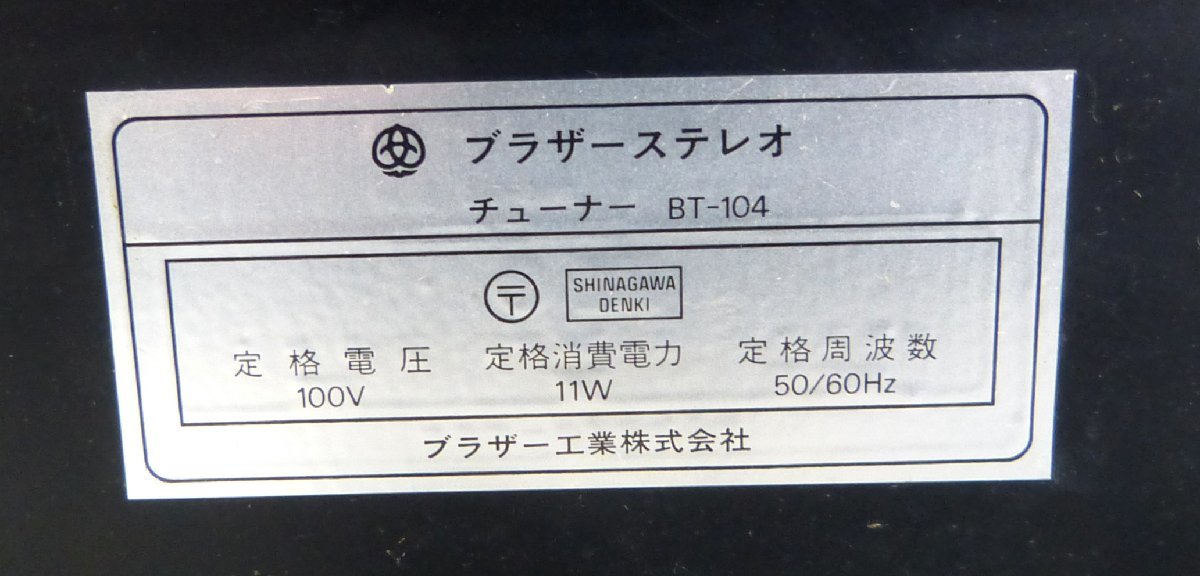 ブラザーステレオ
チューナー BT-104
〒 SHINAGAWA
DENKI
定格電圧 定格消費電力 定格周波数
100V 11W 50/60Hz
ブラザー工業株式会社